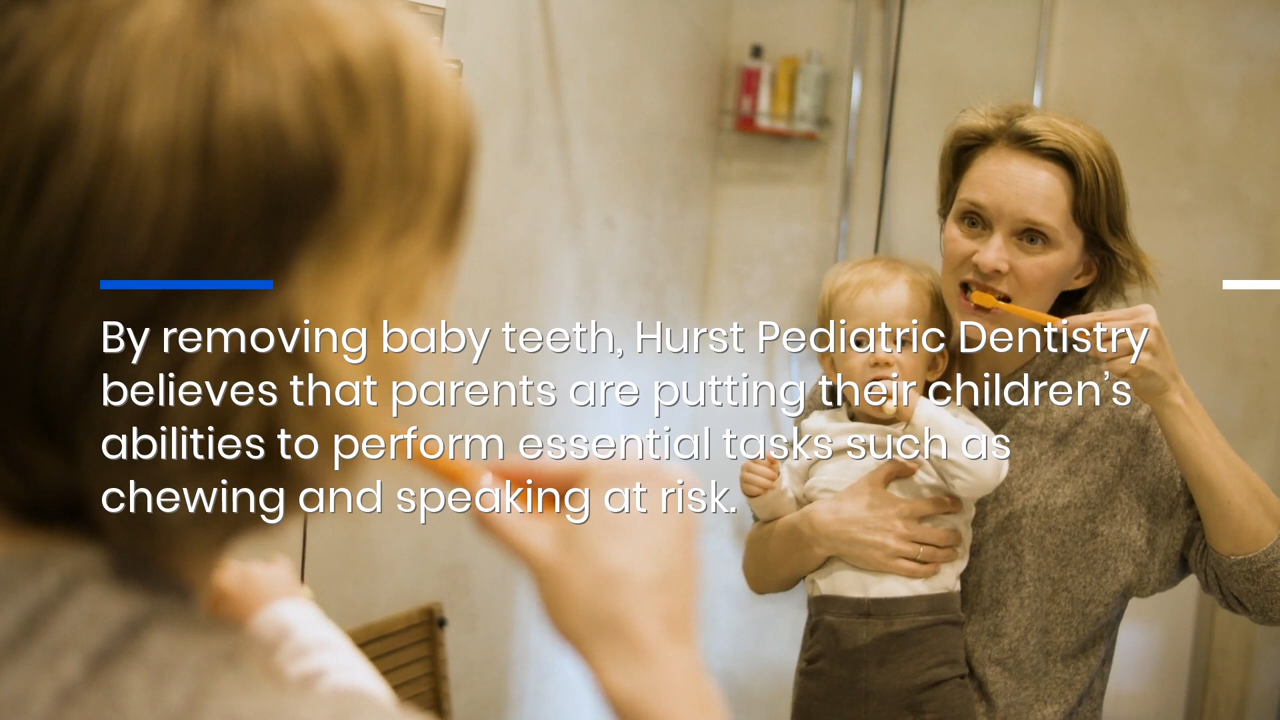 By removing baby teeth, Hurst Pediatric Dentistry
believes that parents are putting their children’s
abilities to perform essential tasks such as
chewing and speaking at risk.